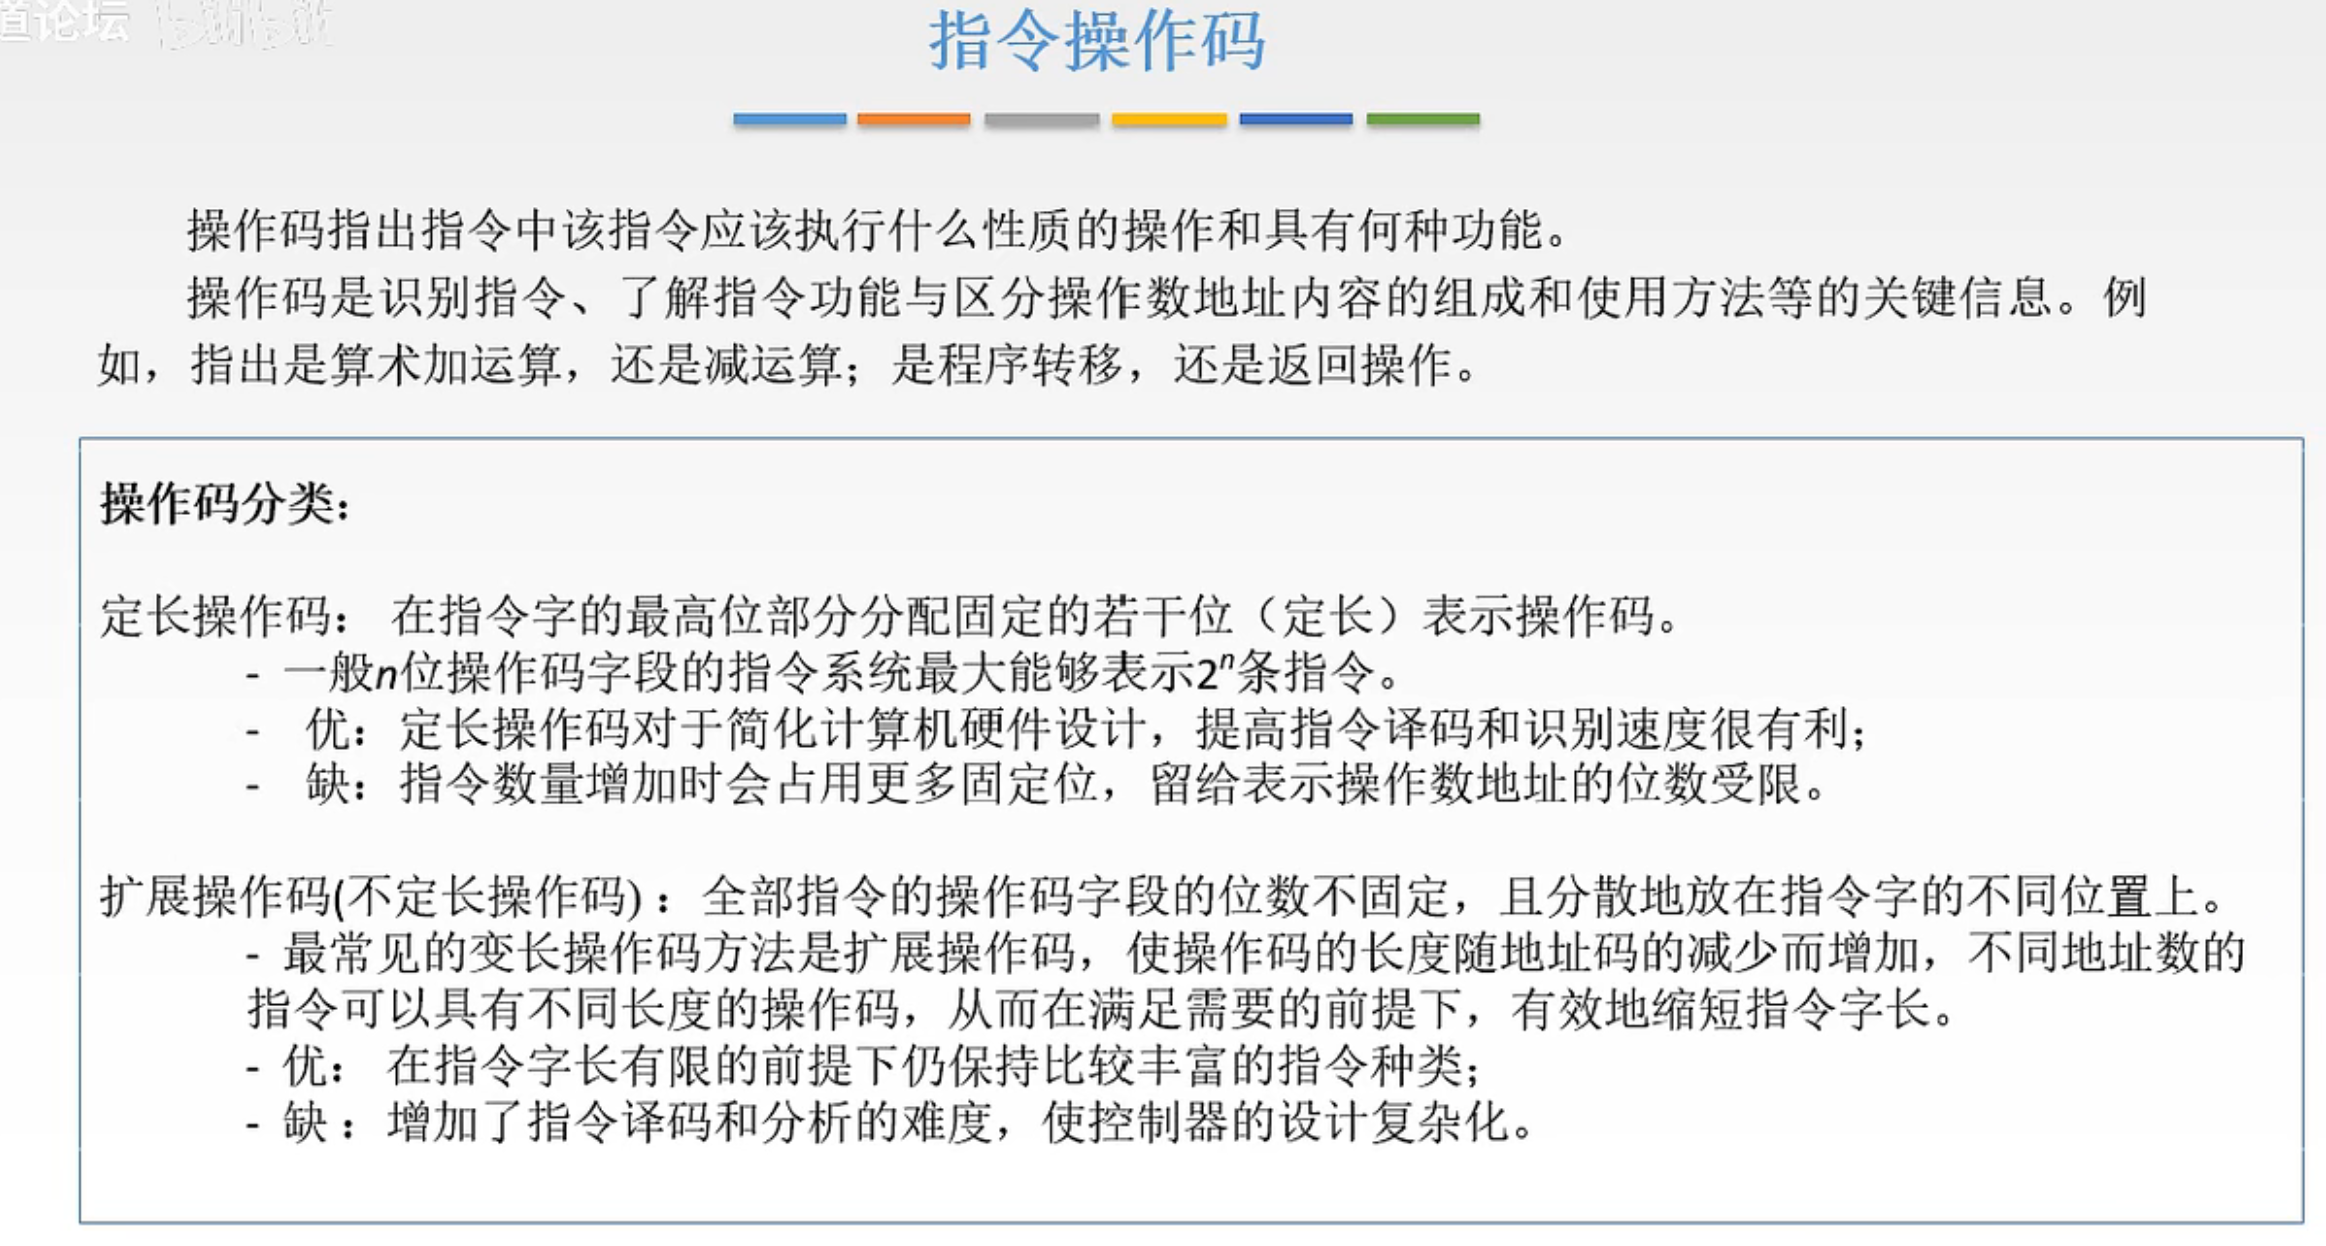 道论坛 bilibili
指令操作码
操作码指出指令中该指令应该执行什么性质的操作和具有何种功能。
操作码是识别指令、了解指令功能与区分操作数地址内容的组成和使用方法等的关键信息。例
如，指出是算术加运算，还是减运算；是程序转移，还是返回操作。
操作码分类：
定长操作码： 在指令字的最高位部分分配固定的若干位（定长）表示操作码。
- 一般n位操作码字段的指令系统最大能够表示2ⁿ条指令。
- 优：定长操作码对于简化计算机硬件设计，提高指令译码和识别速度很有利；
- 缺：指令数量增加时会占用更多固定位，留给表示操作数地址的位数受限。
扩展操作码(不定长操作码)：全部指令的操作码字段的位数不固定，且分散地放在指令字的不同位置上。
- 最常见的变长操作码方法是扩展操作码，使操作码的长度随地址码的减少而增加，不同地址数的
指令可以具有不同长度的操作码，从而在满足需要的前提下，有效地缩短指令字长。
- 优： 在指令字长有限的前提下仍保持比较丰富的指令种类；
- 缺：增加了指令译码和分析的难度，使控制器的设计复杂化。